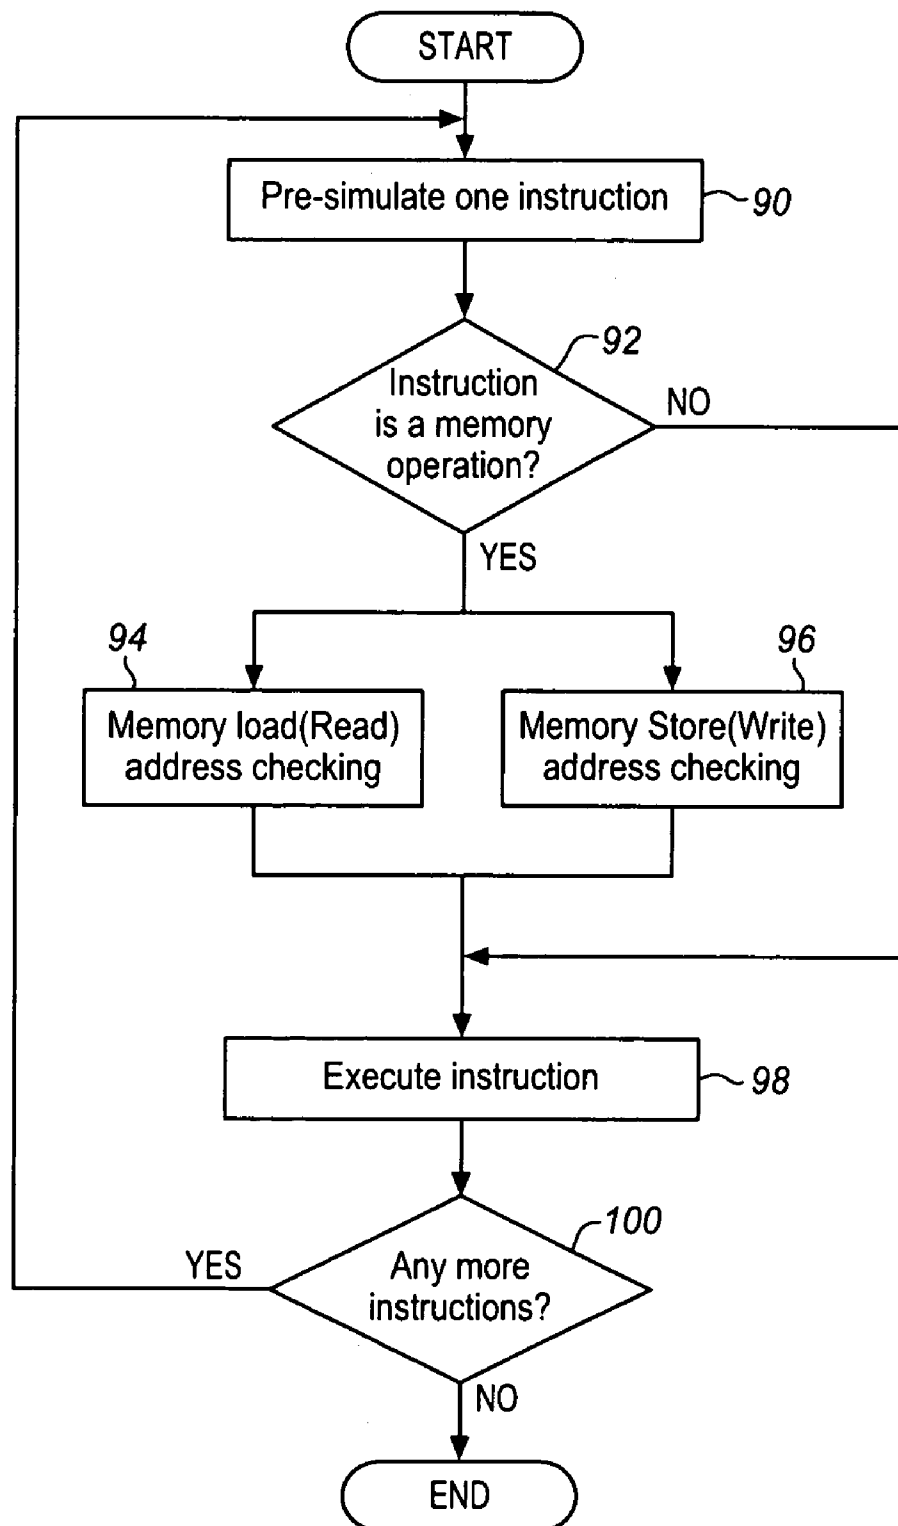 START
Pre-simulate one instruction
90
92
Instruction
is a memory
operation?
NO
YES
94
96
Memory load(Read)
address checking
Memory Store(Write)
address checking
Execute instruction
98
100
YES
Any more
instructions?
NO
END